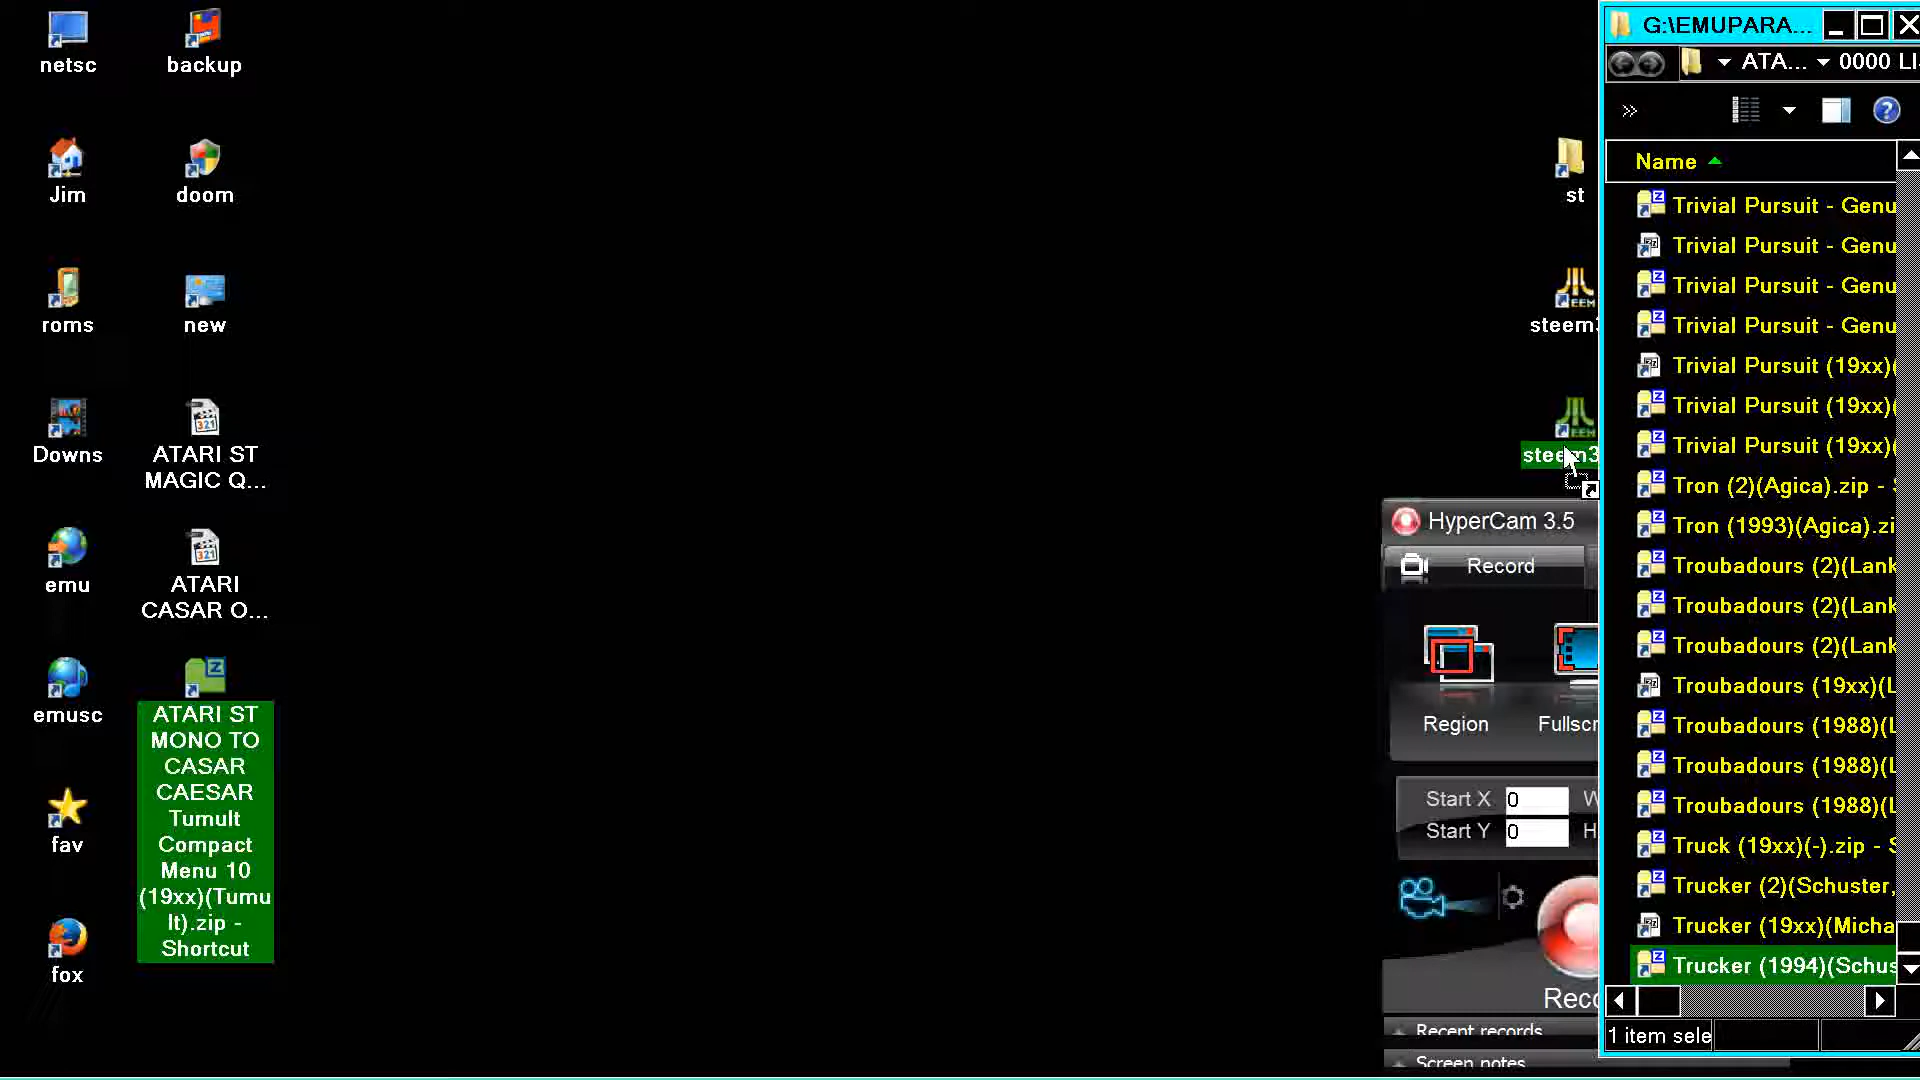 netsc
backup
Jim
doom
roms
new
Downs
ATARI ST
MAGIC Q...
emu
ATARI
CASAR O...
emusc
ATARI ST
MONO TO
CASAR
CAESAR
Tumult
Compact
Menu 10
(19xx)(Tumu
lt).zip -
Shortcut
fav
fox
st
steem3
steem3
HyperCam 3.5
Record
Region
Fullscr
Start X 0 W
Start Y 0 H
Reco
Recent records
Screen notes
G:\EMUPARA...
ATA... 0000 LI
Name
Trivial Pursuit - Genu
Trivial Pursuit - Genu
Trivial Pursuit - Genu
Trivial Pursuit - Genu
Trivial Pursuit (19xx)(
Trivial Pursuit (19xx)(
Trivial Pursuit (19xx)(
Tron (2)(Agica).zip - S
Tron (1993)(Agica).zi
Troubadours (2)(Lank
Troubadours (2)(Lank
Troubadours (2)(Lank
Troubadours (19xx)(L
Troubadours (1988)(L
Troubadours (1988)(L
Troubadours (1988)(L
Truck (19xx)(-).zip - S
Trucker (2)(Schuster,
Trucker (19xx)(Micha
Trucker (1994)(Schus
1 item sele